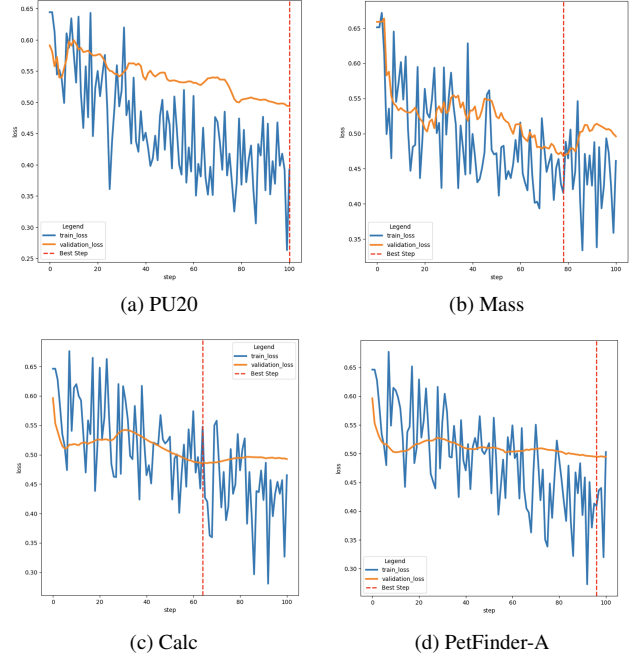 0.65
0.60
0.55
0.50
0.45
0.40
0.35
0.30
0.25
loss
0
20
40
60
80
100
step
Legend
train_loss
validation_loss
Best Step
(a) PU20
0.65
0.60
0.55
0.50
0.45
0.40
0.35
loss
0
20
40
60
80
100
step
Legend
train_loss
validation_loss
Best Step
(b) Mass
0.65
0.60
0.55
0.50
0.45
0.40
0.35
0.30
loss
0
20
40
60
80
100
step
Legend
train_loss
validation_loss
Best Step
(c) Calc
0.65
0.60
0.55
0.50
0.45
0.40
0.35
0.30
loss
0
20
40
60
80
100
step
Legend
train_loss
validation_loss
Best Step
(d) PetFinder-A